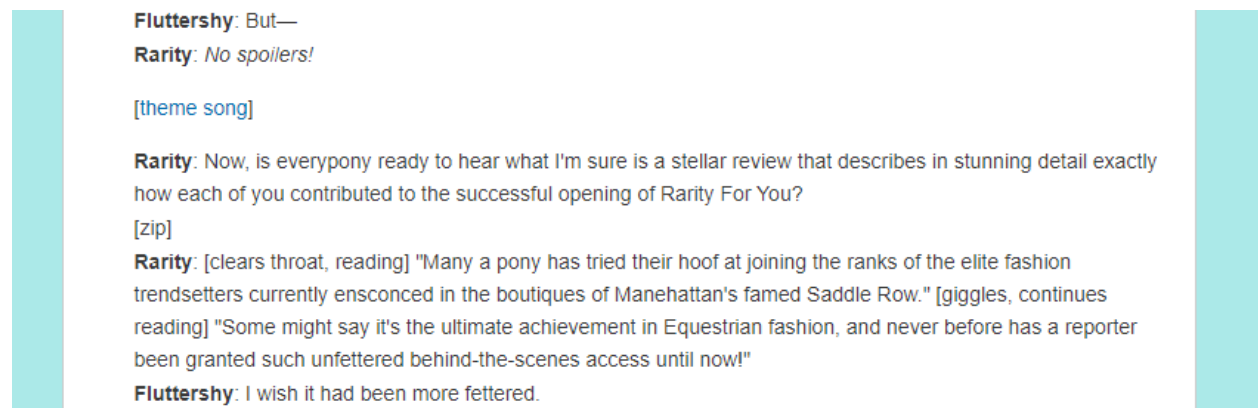 Fluttershy: But—
Rarity: No spoilers!
[theme song]
Rarity: Now, is everypony ready to hear what I'm sure is a stellar review that describes in stunning detail exactly
how each of you contributed to the successful opening of Rarity For You?
[zip]
Rarity: [clears throat, reading] "Many a pony has tried their hoof at joining the ranks of the elite fashion
trendsetters currently ensconced in the boutiques of Manehattan's famed Saddle Row." [giggles, continues
reading] "Some might say it's the ultimate achievement in Equestrian fashion, and never before has a reporter
been granted such unfettered behind-the-scenes access until now!"
Fluttershy: I wish it had been more fettered.